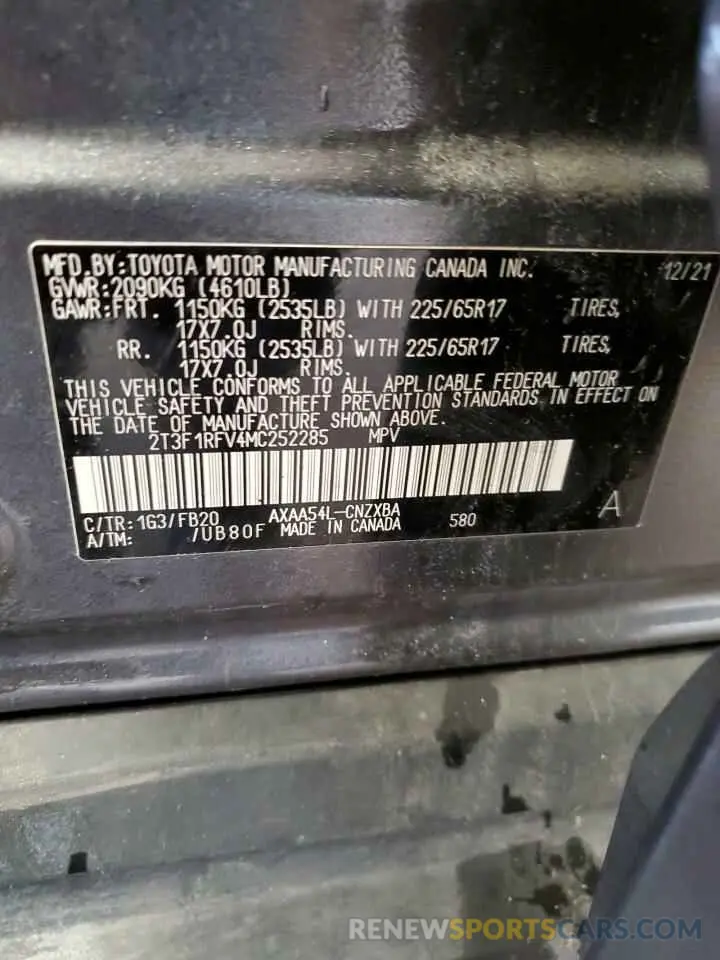 MFD.BY:TOYOTA MOTOR MANUFACTURING CANADA INC. 12/21
GVWR:2090KG (4610LB)
GAWR:FRT. 1150KG (2535LB) WITH 225/65R17 TIRES,
17X7.0J RIMS.
RR. 1150KG (2535LB) WITH 225/65R17 TIRES,
17X7.0J RIMS.
THIS VEHICLE CONFORMS TO ALL APPLICABLE FEDERAL MOTOR
VEHICLE SAFETY AND THEFT PREVENTION STANDARDS IN EFFECT ON
THE DATE OF MANUFACTURE SHOWN ABOVE.
2T3F1RFV4MC252285 MPV
C/TR:1G3/FB20 AXAA54L-CNZXBA 580 A
A/TM: /UB80F MADE IN CANADA
RENEWSPORTSCARS.COM